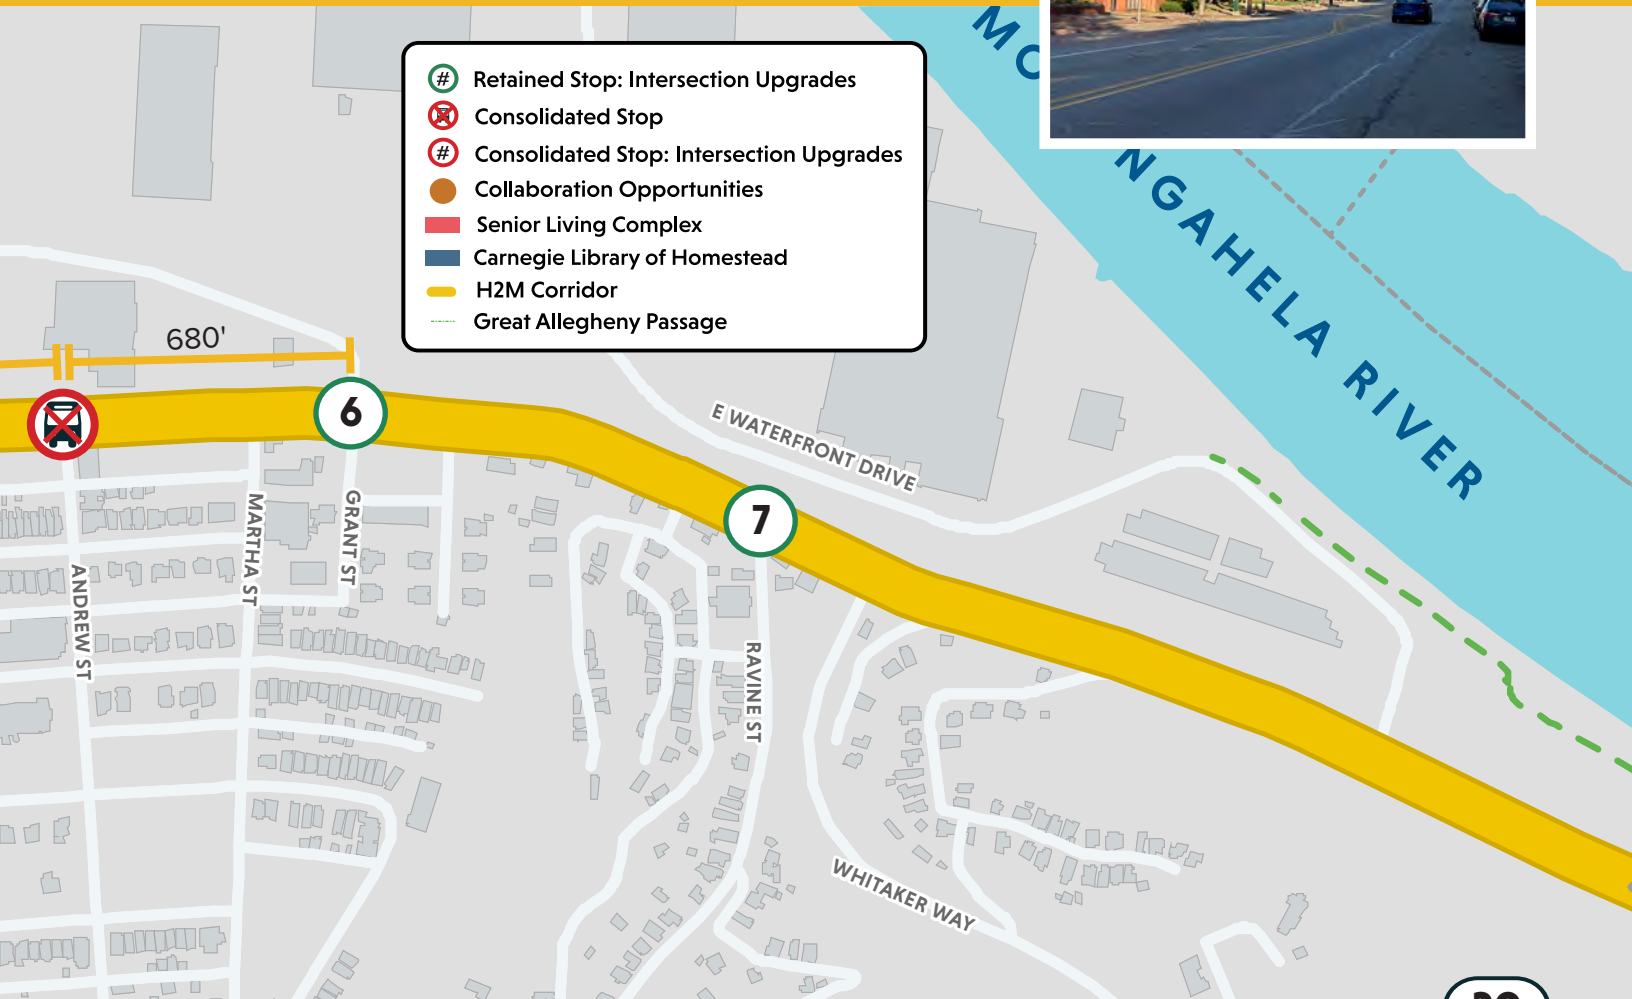 # Retained Stop: Intersection Upgrades
Consolidated Stop
# Consolidated Stop: Intersection Upgrades
Collaboration Opportunities
Senior Living Complex
Carnegie Library of Homestead
H2M Corridor
Great Allegheny Passage
MO
NGAHELA RIVER
680'
6
7
E WATERFRONT DRIVE
MARTHA ST
GRANT ST
ANDREW ST
RAVINE ST
WHITAKER WAY